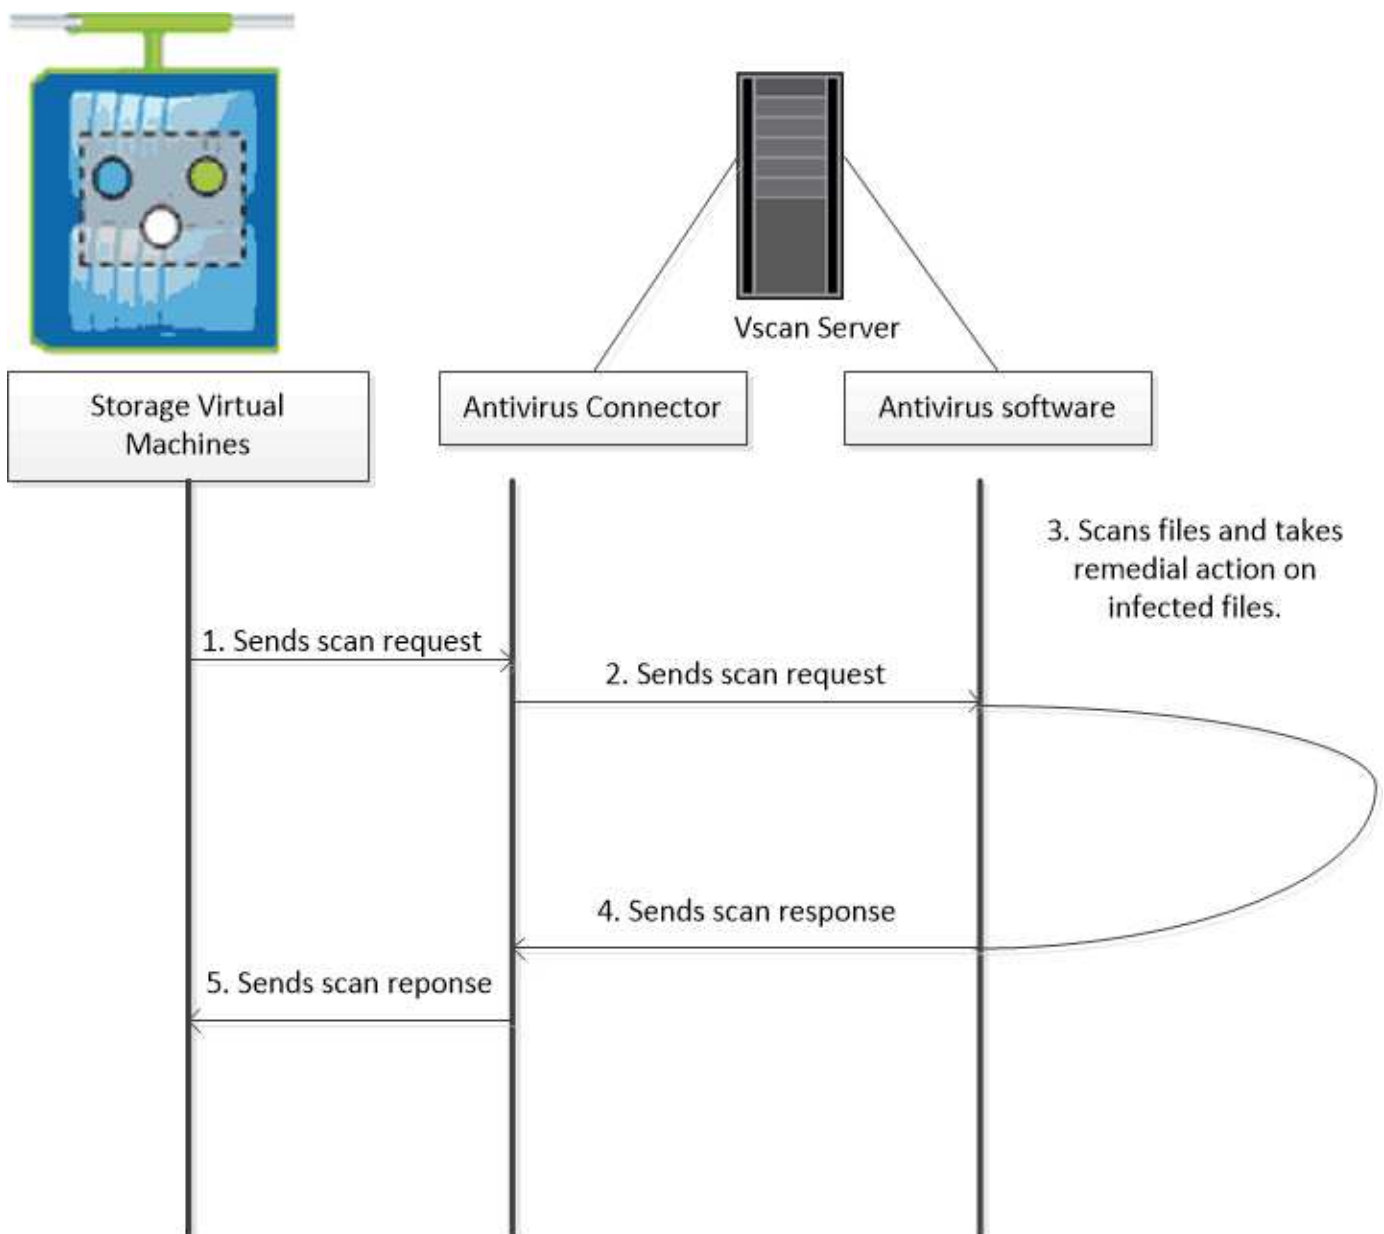 Vscan Server
Storage Virtual
Machines
Antivirus Connector
Antivirus software
3. Scans files and takes
remedial action on
infected files.
1. Sends scan request
2. Sends scan request
4. Sends scan response
5. Sends scan reponse